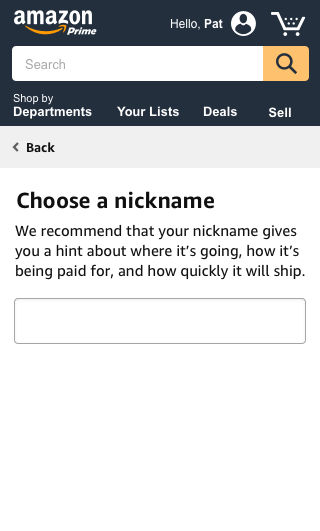 amazon
Prime
Hello, Pat
Search
Shop by
Departments
Your Lists
Deals
Sell
Back
Choose a nickname
We recommend that your nickname gives
you a hint about where it’s going, how it’s
being paid for, and how quickly it will ship.